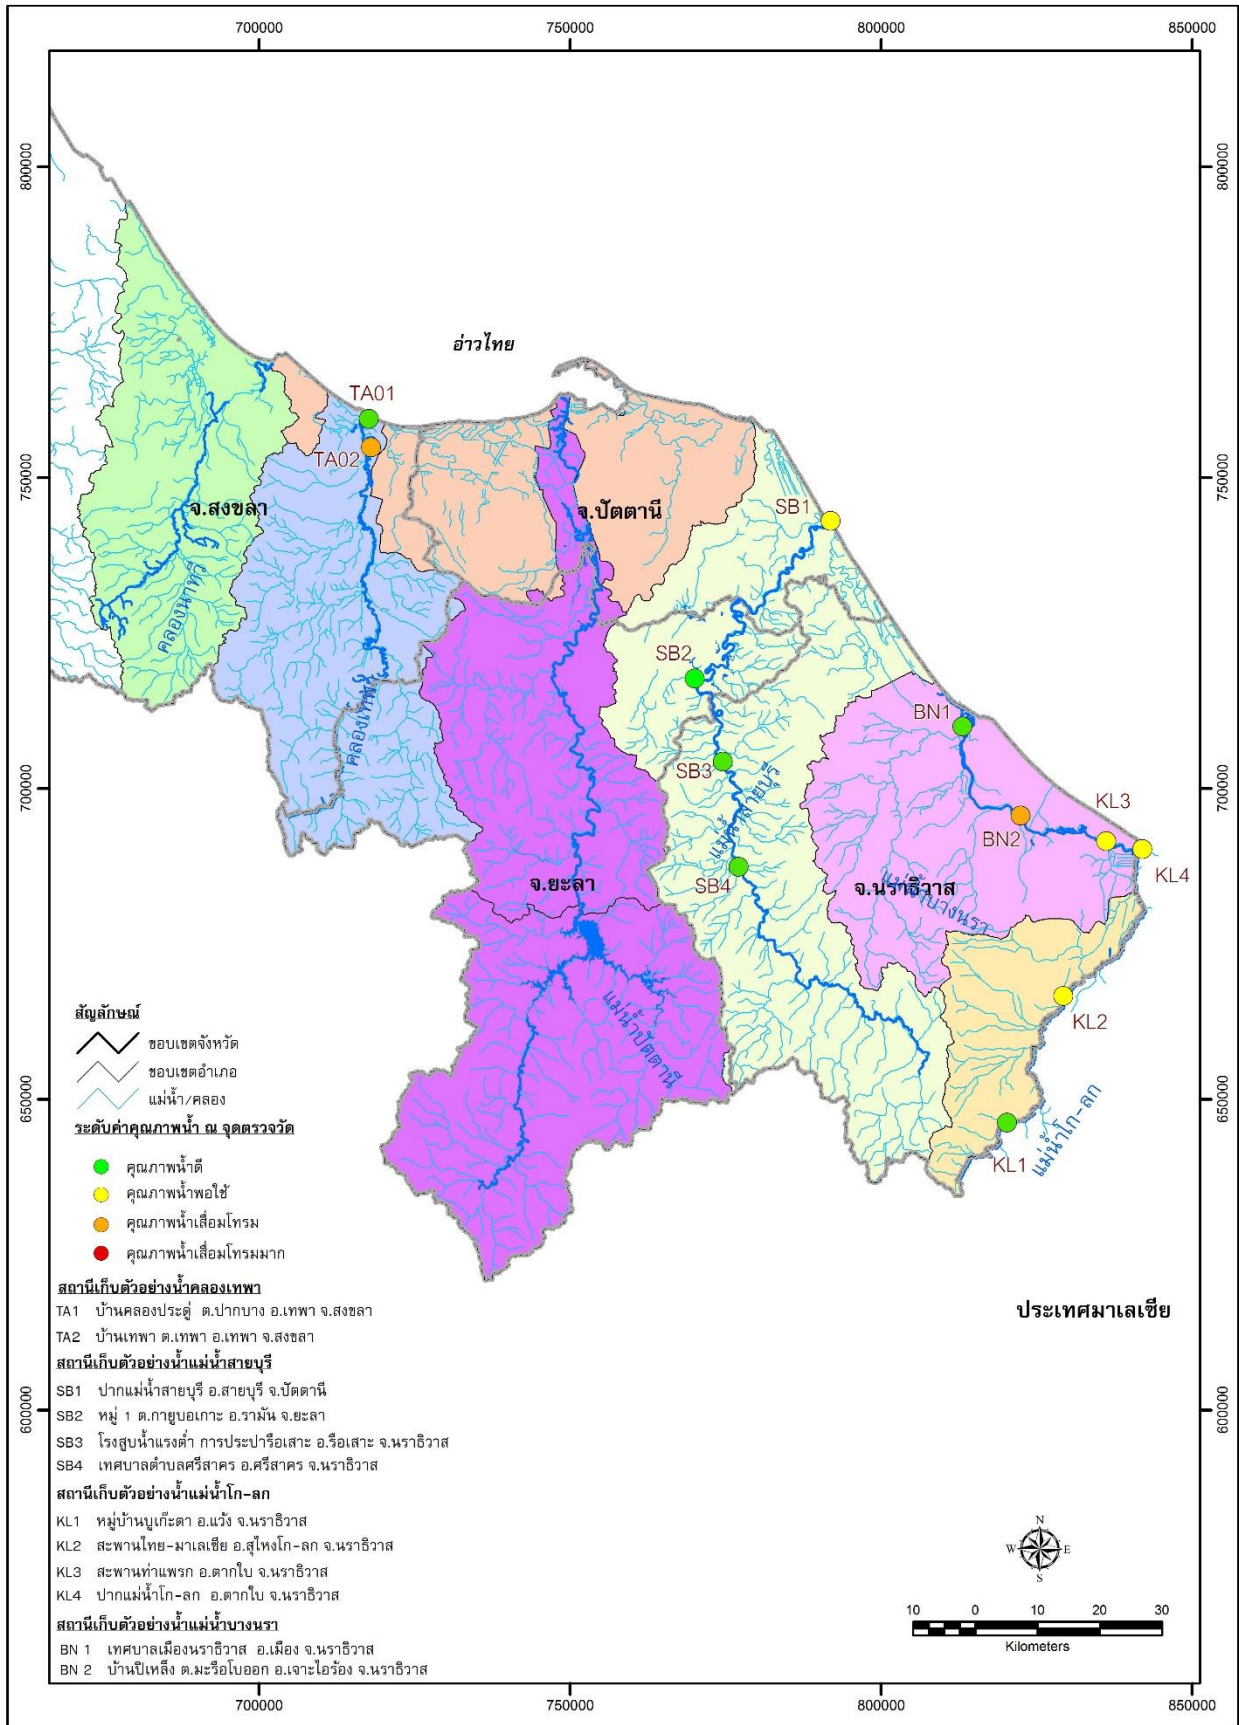 700000 750000 800000 850000
800000 800000
อ่าวไทย
TA01
TA02
750000 750000
จ.สงขลา
จ.ปัตตานี
SB1
คลองนาทวี
SB2
BN1
คลองเทพา
SB3
แม่น้ำสายบุรี
700000 700000
KL3
BN2
KL4
SB4
จ.ยะลา
จ.นราธิวาส
แม่น้ำบางนรา
แม่น้ำปัตตานี
KL2
650000 650000
แม่น้ำโก-ลก
KL1
สัญลักษณ์
ขอบเขตจังหวัด
ขอบเขตอำเภอ
แม่น้ำ/คลอง
ระดับค่าคุณภาพน้ำ ณ จุดตรวจวัด
คุณภาพน้ำดี
คุณภาพน้ำพอใช้
คุณภาพน้ำเสื่อมโทรม
คุณภาพน้ำเสื่อมโทรมมาก
ประเทศมาเลเซีย
สถานีเก็บตัวอย่างน้ำคลองเทพา
TA1 บ้านคลองประดู่ ต.ปากบาง อ.เทพา จ.สงขลา
TA2 บ้านเทพา ต.เทพา อ.เทพา จ.สงขลา
สถานีเก็บตัวอย่างน้ำแม่น้ำสายบุรี
SB1 ปากแม่น้ำสายบุรี อ.สายบุรี จ.ปัตตานี
SB2 หมู่ 1 ต.กายูบอเกาะ อ.รามัน จ.ยะลา
SB3 โรงสูบน้ำแรงต่ำ การประปารือเสาะ อ.รือเสาะ จ.นราธิวาส
SB4 เทศบาลตำบลศรีสาคร อ.ศรีสาคร จ.นราธิวาส
600000 600000
สถานีเก็บตัวอย่างน้ำแม่น้ำโก-ลก
KL1 หมู่บ้านบูเก๊ะตา อ.แว้ง จ.นราธิวาส
KL2 สะพานไทย-มาเลเซีย อ.สุไหงโก-ลก จ.นราธิวาส
KL3 สะพานท่าแพรก อ.ตากใบ จ.นราธิวาส
KL4 ปากแม่น้ำโก-ลก อ.ตากใบ จ.นราธิวาส
สถานีเก็บตัวอย่างน้ำแม่น้ำบางนรา
BN 1 เทศบาลเมืองนราธิวาส อ.เมือง จ.นราธิวาส
BN 2 บ้านปิเหล็ง ต.มะรือโบออก อ.เจาะไอร้อง จ.นราธิวาส
N
W E
S
10 0 10 20 30
Kilometers
700000 750000 800000 850000